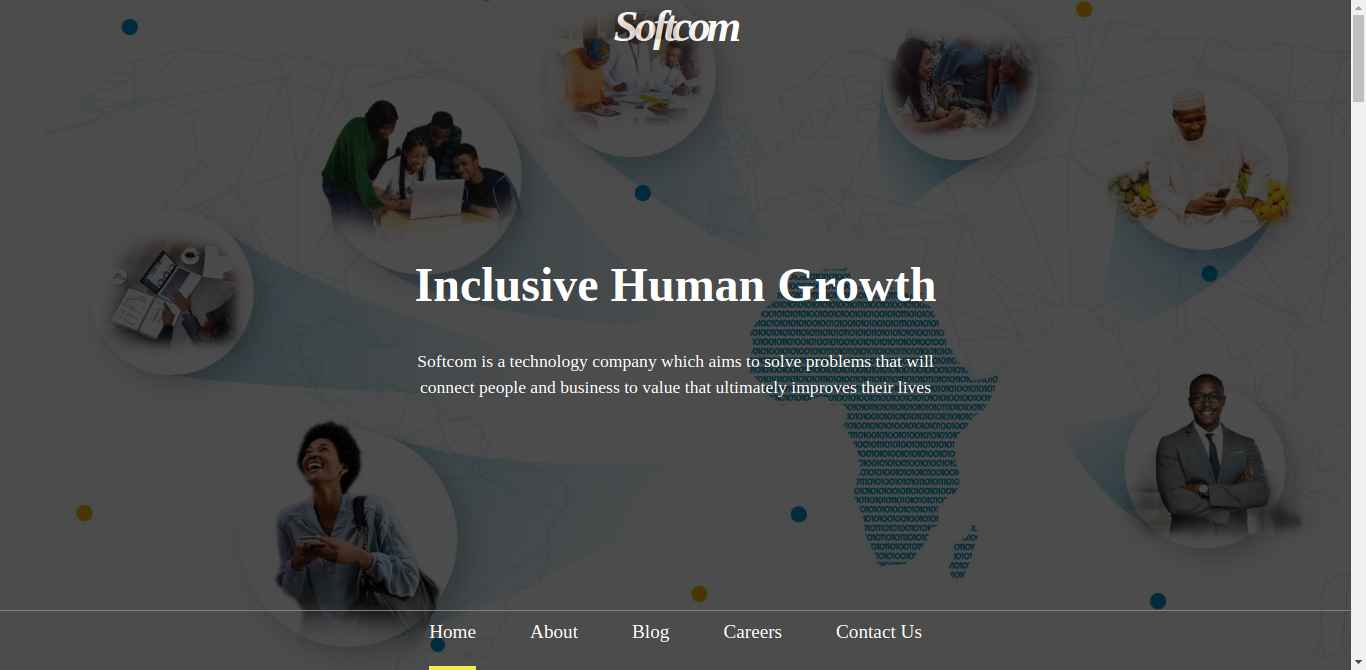 Softcom
Inclusive Human Growth
Softcom is a technology company which aims to solve problems that will
connect people and business to value that ultimately improves their lives
Home
About
Blog
Careers
Contact Us